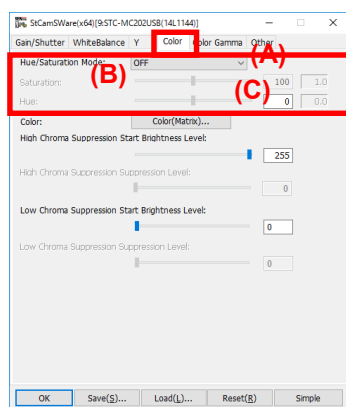 StCamSWare(x64)[9:STC-MC202USB(14L1144)]
Gain/Shutter WhiteBalance Y Color Color Gamma Other
(A)
Hue/Saturation Mode: OFF
(B)
Saturation: 100 1.0
(C)
Hue: 0 0.0
Color: Color(Matrix)...
High Chroma Suppression Start Brightness Level:
255
High Chroma Suppression Suppression Level:
0
Low Chroma Suppression Start Brightness Level:
0
Low Chroma Suppression Suppression Level:
0
OK Save(S)... Load(L)... Reset(R) Simple